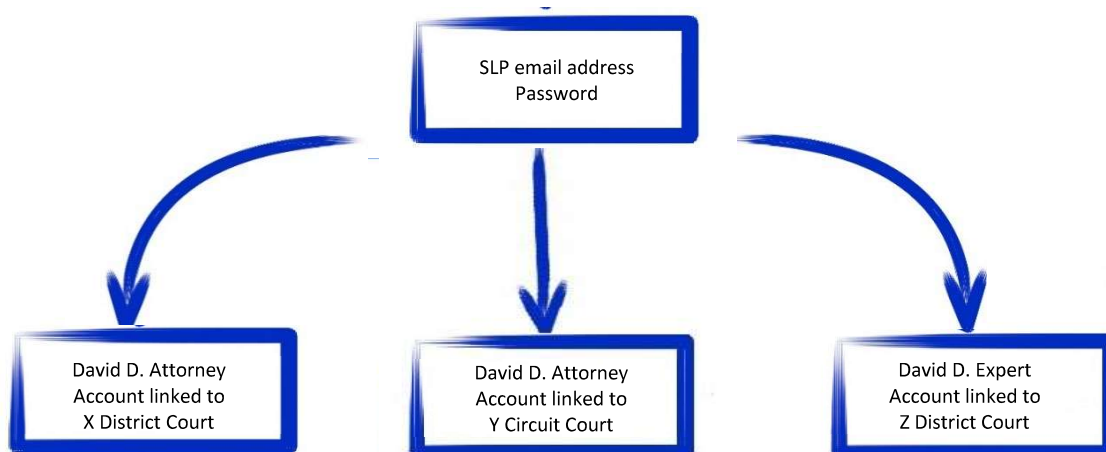 SLP email address
Password
David D. Attorney
Account linked to
X District Court
David D. Attorney
Account linked to
Y Circuit Court
David D. Expert
Account linked to
Z District Court